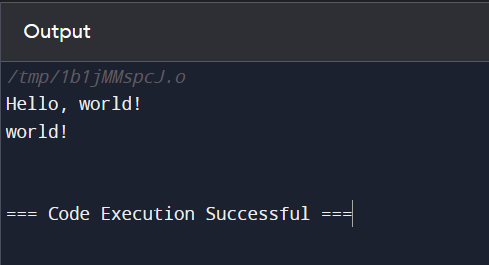 Output
/tmp/1b1jMMspcJ.o
Hello, world!
world!
=== Code Execution Successful ===